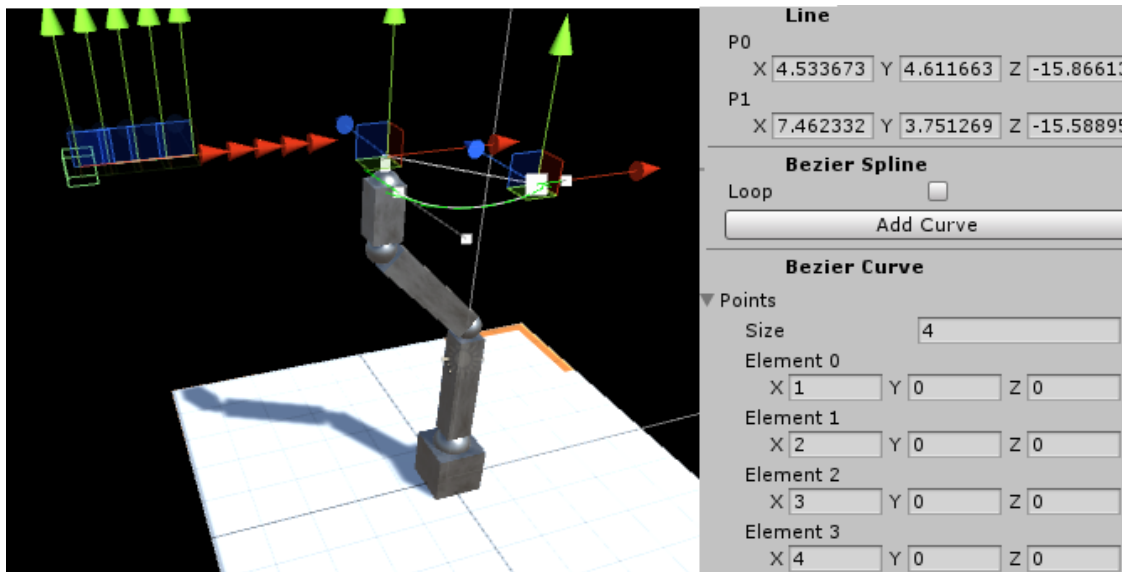 Line
P0
X 4.533673 Y 4.611663 Z -15.86613
P1
X 7.462332 Y 3.751269 Z -15.58895
Bezier Spline
Loop
Add Curve
Bezier Curve
Points
Size 4
Element 0
X 1 Y 0 Z 0
Element 1
X 2 Y 0 Z 0
Element 2
X 3 Y 0 Z 0
Element 3
X 4 Y 0 Z 0